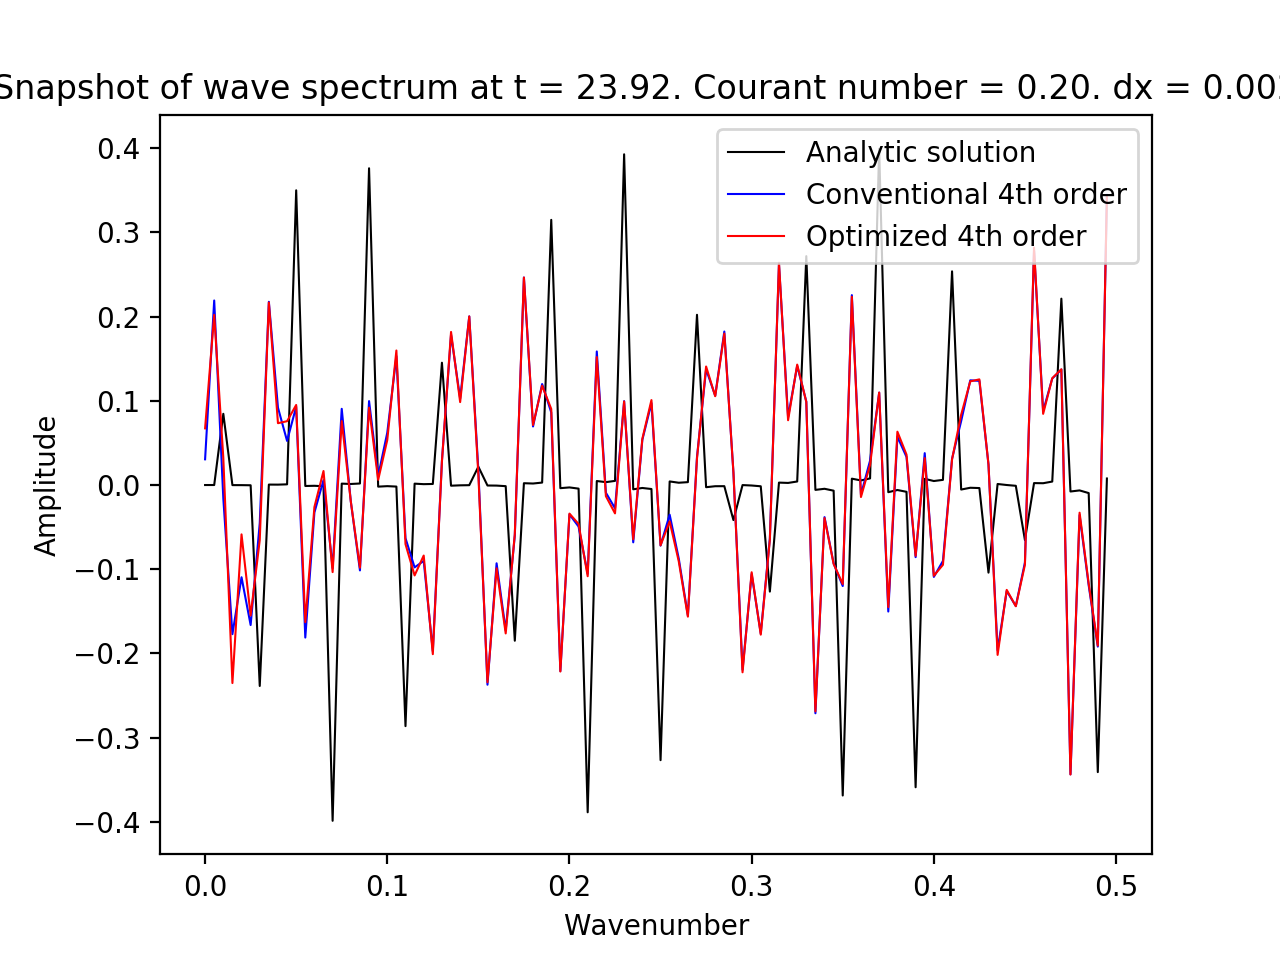 Snapshot of wave spectrum at t = 23.92. Courant number = 0.20. dx =
Analytic solution
Conventional 4th order
Optimized 4th order
Amplitude
0.4
0.3
0.2
0.1
0.0
−0.1
−0.2
−0.3
−0.4
0.0 0.1 0.2 0.3 0.4 0.5
Wavenumber